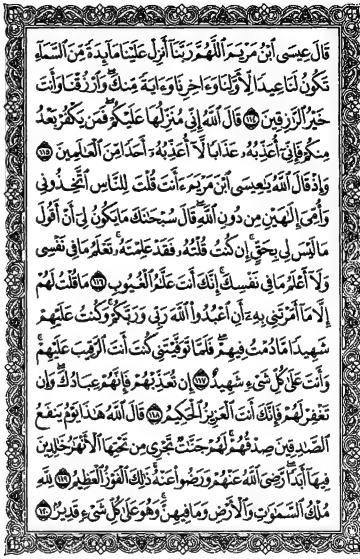 قَالَ عِيسَى ٱبْنُ مَرْيَمَ ٱللَّهُمَّ رَبَّنَآ أَنزِلْ عَلَيْنَا مَآئِدَةً مِّنَ ٱلسَّمَآءِ
تَكُونُ لَنَا عِيدًا لِّأَوَّلِنَا وَءَاخِرِنَا وَءَايَةً مِّنكَ ۖ وَٱرْزُقْنَا وَأَنتَ
خَيْرُ ٱلرَّٰزِقِينَ ١١٤ قَالَ ٱللَّهُ إِنِّى مُنَزِّلُهَا عَلَيْكُمْ ۖ فَمَن يَكْفُرْ بَعْدُ
مِنكُمْ فَإِنِّىٓ أُعَذِّبُهُۥ عَذَابًا لَّآ أُعَذِّبُهُۥٓ أَحَدًا مِّنَ ٱلْعَٰلَمِينَ ١١٥
وَإِذْ قَالَ ٱللَّهُ يَٰعِيسَى ٱبْنَ مَرْيَمَ ءَأَنتَ قُلْتَ لِلنَّاسِ ٱتَّخِذُونِى
وَأُمِّىَ إِلَٰهَيْنِ مِن دُونِ ٱللَّهِ ۖ قَالَ سُبْحَٰنَكَ مَا يَكُونُ لِىٓ أَنْ أَقُولَ
مَا لَيْسَ لِى بِحَقٍّ ۚ إِن كُنتُ قُلْتُهُۥ فَقَدْ عَلِمْتَهُۥ ۚ تَعْلَمُ مَا فِى نَفْسِى
وَلَآ أَعْلَمُ مَا فِى نَفْسِكَ ۚ إِنَّكَ أَنتَ عَلَّٰمُ ٱلْغُيُوبِ ١١٦ مَا قُلْتُ لَهُمْ
إِلَّا مَآ أَمَرْتَنِى بِهِۦٓ أَنِ ٱعْبُدُوا۟ ٱللَّهَ رَبِّى وَرَبَّكُمْ ۚ وَكُنتُ عَلَيْهِمْ
شَهِيدًا مَّا دُمْتُ فِيهِمْ ۖ فَلَمَّا تَوَفَّيْتَنِى كُنتَ أَنتَ ٱلرَّقِيبَ عَلَيْهِمْ ۚ
وَأَنتَ عَلَىٰ كُلِّ شَىْءٍ شَهِيدٌ ١١٧ إِن تُعَذِّبْهُمْ فَإِنَّهُمْ عِبَادُكَ ۖ وَإِن
تَغْفِرْ لَهُمْ فَإِنَّكَ أَنتَ ٱلْعَزِيزُ ٱلْحَكِيمُ ١١٨ قَالَ ٱللَّهُ هَٰذَا يَوْمُ يَنفَعُ
ٱلصَّٰدِقِينَ صِدْقُهُمْ ۚ لَهُمْ جَنَّٰتٌ تَجْرِى مِن تَحْتِهَا ٱلْأَنْهَٰرُ خَٰلِدِينَ
فِيهَآ أَبَدًا ۚ رَّضِىَ ٱللَّهُ عَنْهُمْ وَرَضُوا۟ عَنْهُ ۚ ذَٰلِكَ ٱلْفَوْزُ ٱلْعَظِيمُ ١١٩ لِلَّهِ
مُلْكُ ٱلسَّمَٰوَٰتِ وَٱلْأَرْضِ وَمَا فِيهِنَّ ۚ وَهُوَ عَلَىٰ كُلِّ شَىْءٍ قَدِيرٌۢ ١٢٠